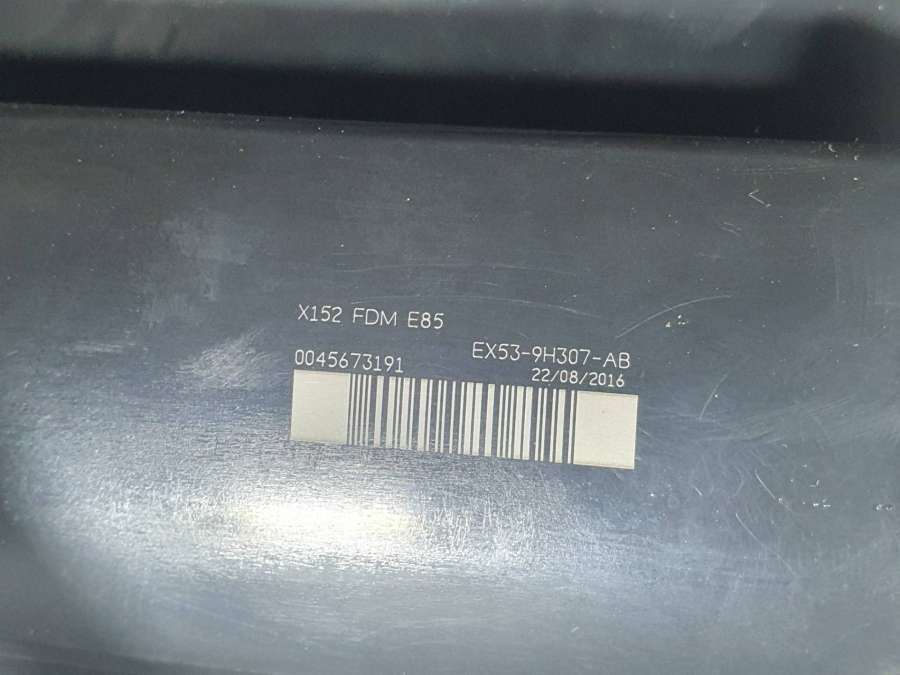 X152 FDM E85
0045673191
EX53-9H307-AB
22/08/2016